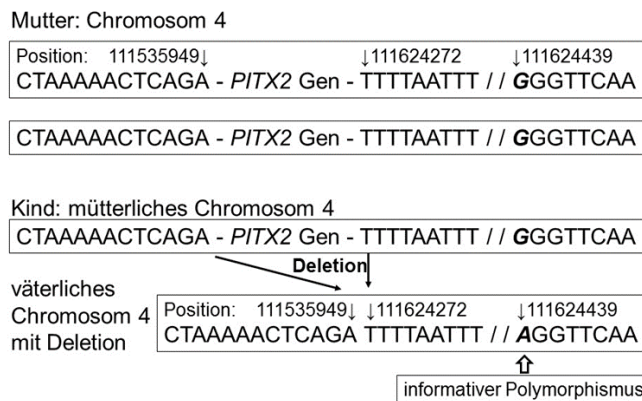 Mutter: Chromosom 4
Position: 111535949↓ ↓111624272 ↓111624439
CTAAAAACTCAGA - PITX2 Gen - TTTTAATTT // GGGTTCAA
CTAAAAACTCAGA - PITX2 Gen - TTTTAATTT // GGGTTCAA
Kind: mütterliches Chromosom 4
CTAAAAACTCAGA - PITX2 Gen - TTTTAATTT // GGGTTCAA
Deletion
väterliches
Chromosom 4
mit Deletion
Position: 111535949↓ ↓111624272 ↓111624439
CTAAAAACTCAGA TTTTAATTT // AGGTTCAA
informativer Polymorphismus